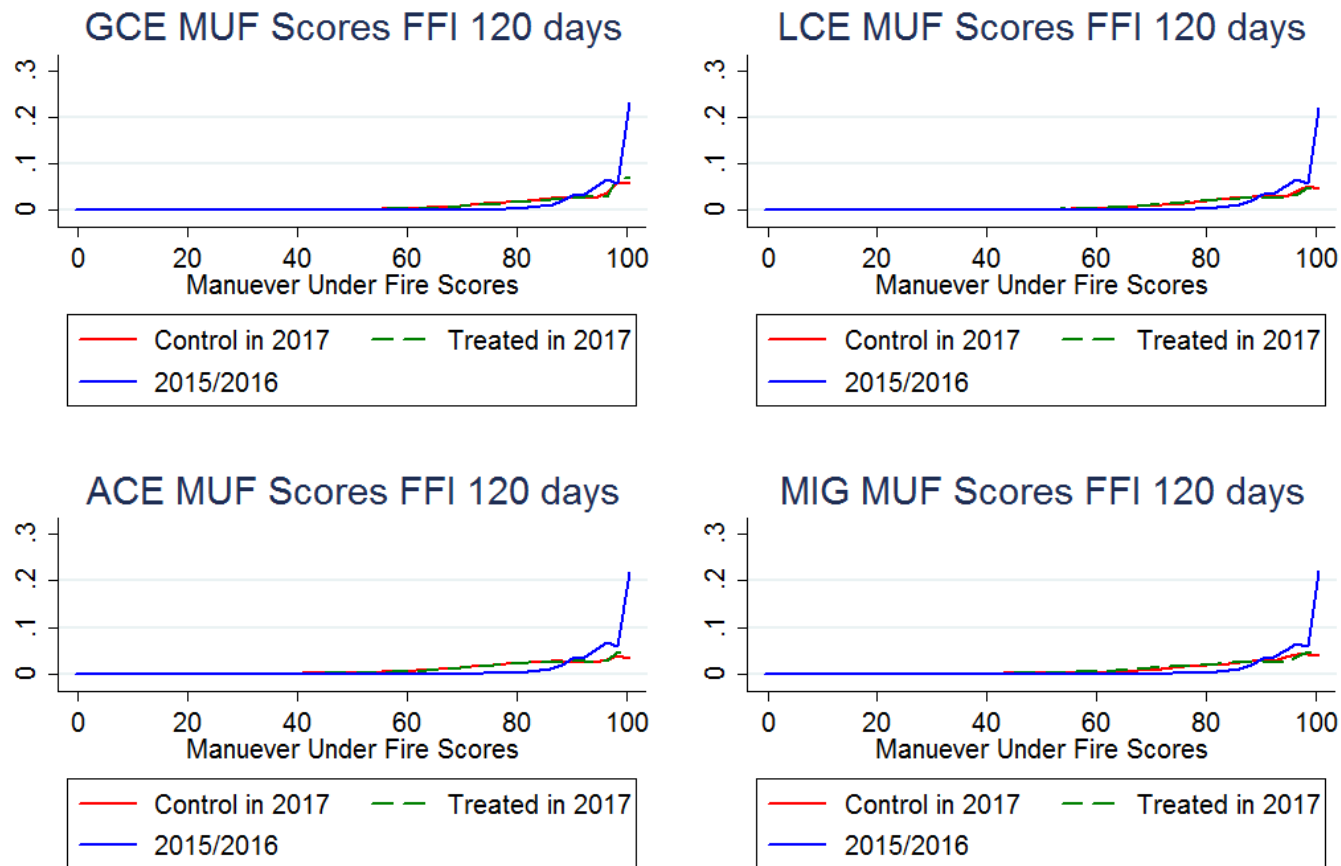 GCE MUF Scores FFI 120 days
.3
.2
.1
0
0 20 40 60 80 100
Manuever Under Fire Scores
Control in 2017 Treated in 2017
2015/2016
LCE MUF Scores FFI 120 days
.3
.2
.1
0
0 20 40 60 80 100
Manuever Under Fire Scores
Control in 2017 Treated in 2017
2015/2016
ACE MUF Scores FFI 120 days
.3
.2
.1
0
0 20 40 60 80 100
Manuever Under Fire Scores
Control in 2017 Treated in 2017
2015/2016
MIG MUF Scores FFI 120 days
.3
.2
.1
0
0 20 40 60 80 100
Manuever Under Fire Scores
Control in 2017 Treated in 2017
2015/2016